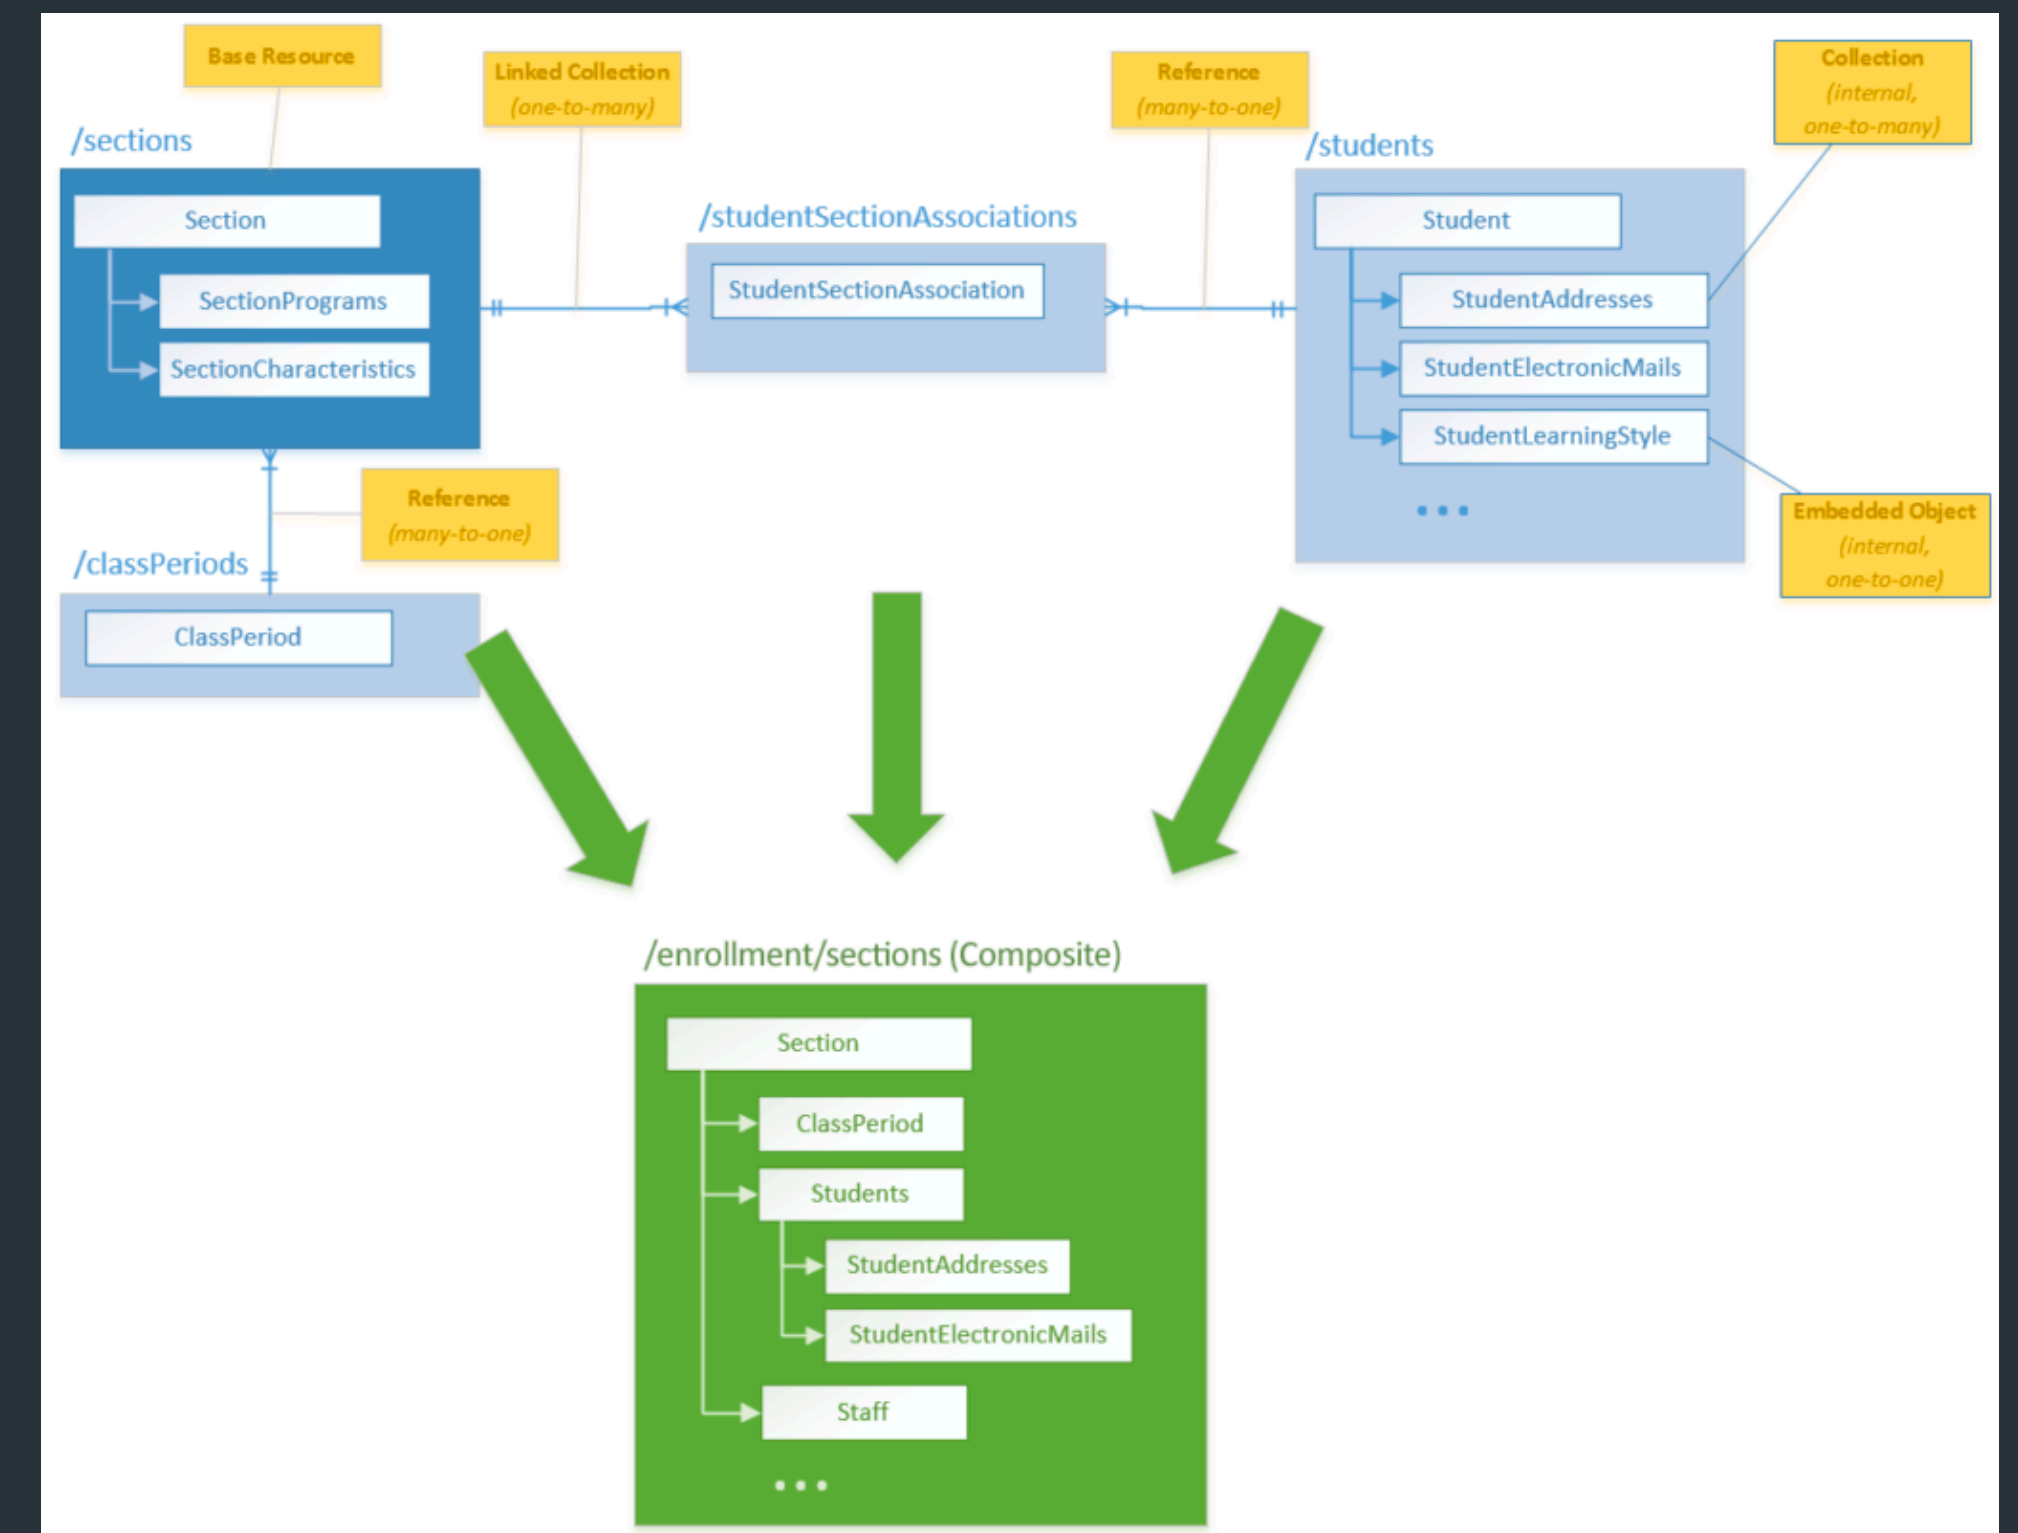 Base Resource
Linked Collection
(one-to-many)
Reference
(many-to-one)
Collection
(internal,
one-to-many)
/sections
Section
SectionPrograms
SectionCharacteristics
/studentSectionAssociations
StudentSectionAssociation
/students
Student
StudentAddresses
StudentElectronicMails
StudentLearningStyle
...
Embedded Object
(internal,
one-to-one)
Reference
(many-to-one)
/classPeriods
ClassPeriod
/enrollment/sections (Composite)
Section
ClassPeriod
Students
StudentAddresses
StudentElectronicMails
Staff
...